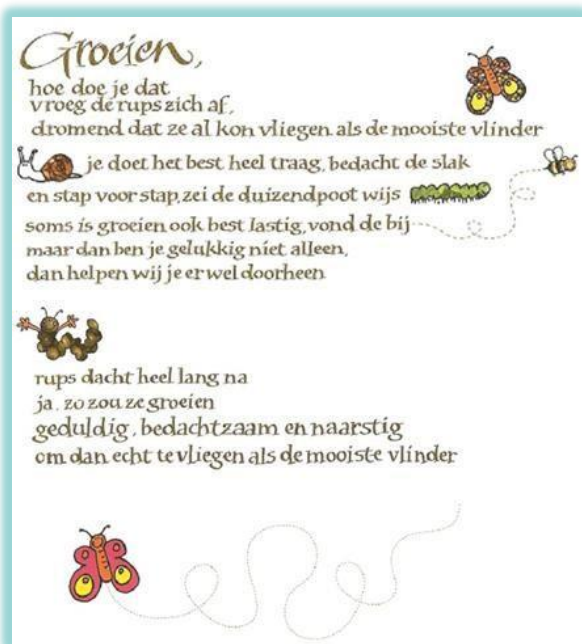 Groeien,
hoe doe je dat
vroeg de rups zich af,
dromend dat ze al kon vliegen als de mooiste vlinder
je doet het best heel traag, bedacht de slak
en stap voor stap, zei de duizendpoot wijs
soms is groeien ook best lastig, vond de bij
maar dan ben je gelukkig niet alleen,
dan helpen wij je er wel doorheen
rups dacht heel lang na
ja, zo zou ze groeien
geduldig, bedachtzaam en naarstig
om dan echt te vliegen als de mooiste vlinder